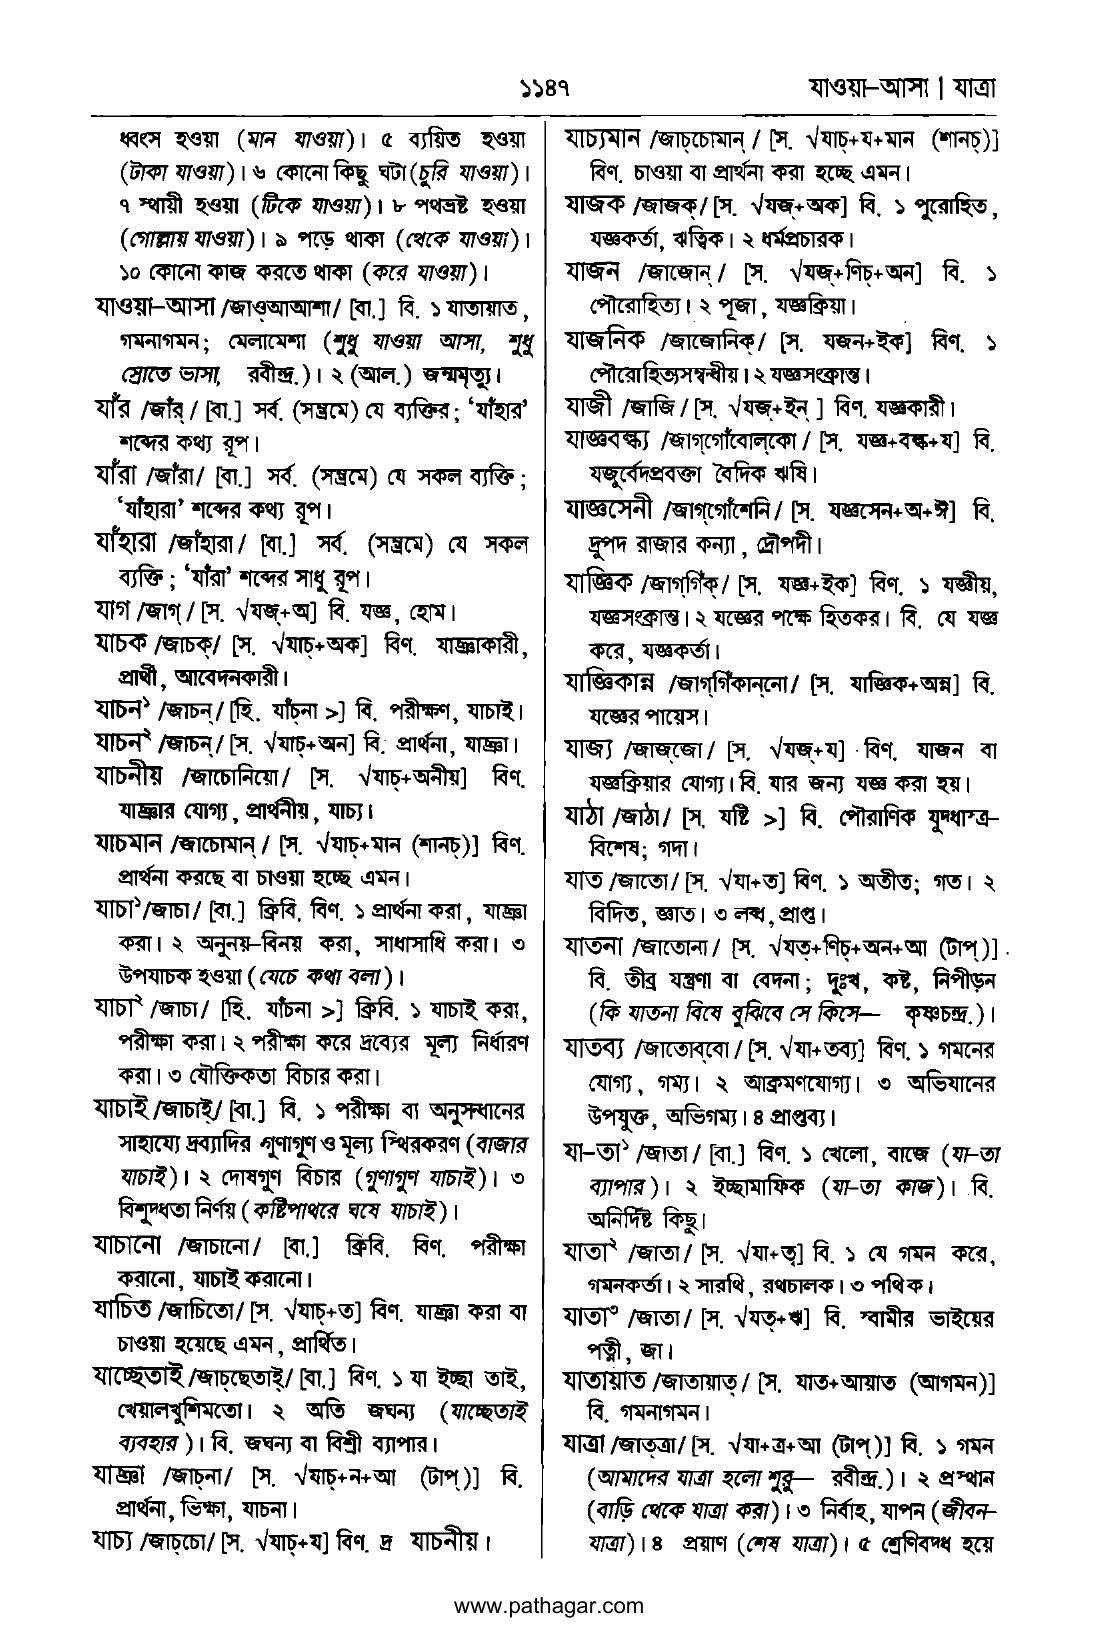 ১১৪৭
যাওয়া–আসা | যাত্রা
ধ্বংস হওয়া (মান যাওয়া)। ৫ ব্যয়িত হওয়া
(টাকা যাওয়া)। ৬ কোনো কিছু ঘটা (চুরি যাওয়া)।
৭ স্থায়ী হওয়া (টিকে যাওয়া)। ৮ পথভ্রষ্ট হওয়া
(গোল্লায় যাওয়া)। ৯ পড়ে থাকা (থেকে যাওয়া)।
১০ কোনো কাজ করতে থাকা (করে যাওয়া)।
যাওয়া–আসা /জাওআআশা/ [বা.] বি. ১ যাতায়াত,
গমনাগমন; মেলামেশা (শুধু যাওয়া আসা, শুধু
স্রোতে ভাসা, রবীন্দ্র.)। ২ (আল.) জন্মমৃত্যু।
যাঁর /জাঁর্/ [বা.] সর্ব. (সম্ভ্রমে) যে ব্যক্তির; ‘যাঁহার’
শব্দের কথ্য রূপ।
যাঁরা /জাঁরা/ [বা.] সর্ব. (সম্ভ্রমে) যে সকল ব্যক্তি;
‘যাঁহারা’ শব্দের কথ্য রূপ।
যাঁহারা /জাঁহারা/ [বা.] সর্ব. (সম্ভ্রমে) যে সকল
ব্যক্তি; ‘যাঁরা’ শব্দের সাধু রূপ।
যাগ /জাগ্/ [স. √যজ্+অ] বি. যজ্ঞ, হোম।
যাচক /জাচক্/ [স. √যাচ্+অক] বিণ. যাচ্ঞাকারী,
প্রার্থী, আবেদনকারী।
যাচন১ /জাচন্/ [হি. যাঁচনা >] বি. পরীক্ষণ, যাচাই।
যাচন২ /জাচন্/ [স. √যাচ্+অন] বি. প্রার্থনা, যাচ্ঞা।
যাচনীয় /জাচোনিয়ো/ [স. √যাচ্+অনীয়] বিণ.
যাচ্ঞার যোগ্য, প্রার্থনীয়, যাচ্য।
যাচমান /জাচোমান্/ [স. √যাচ্+মান (শানচ্)] বিণ.
প্রার্থনা করছে বা চাওয়া হচ্ছে এমন।
যাচা১ /জাচা/ [বা.] ক্রিবি. বিণ. ১ প্রার্থনা করা, যাচ্ঞা
করা। ২ অনুনয়–বিনয় করা, সাধাসাধি করা। ৩
উপযাচক হওয়া (যেচে কথা বলা)।
যাচা২ /জাচা/ [হি. যাঁচনা >] ক্রিবি. ১ যাচাই করা,
পরীক্ষা করা। ২ পরীক্ষা করে দ্রব্যের মূল্য নির্ধারণ
করা। ৩ যৌক্তিকতা বিচার করা।
যাচাই /জাচাই্/ [বা.] বি. ১ পরীক্ষা বা অনুসন্ধানের
সাহায্যে দ্রব্যাদির গুণাগুণ ও মূল্য স্থিরকরণ (বাজার
যাচাই)। ২ দোষগুণ বিচার (গুণাগুণ যাচাই)। ৩
বিশুদ্ধতা নির্ণয় (কষ্টিপাথরে ঘষে যাচাই)।
যাচানো /জাচানো/ [বা.] ক্রিবি. বিণ. পরীক্ষা
করানো, যাচাই করানো।
যাচিত /জাচিতো/ [স. √যাচ্+ত] বিণ. যাচ্ঞা করা বা
চাওয়া হয়েছে এমন, প্রার্থিত।
যাচ্ছেতাই /জাচ্ছেতাই্/ [বা.] বিণ. ১ যা ইচ্ছা তাই,
খেয়ালখুশিমতো। ২ অতি জঘন্য (যাচ্ছেতাই
ব্যবহার)। বি. জঘন্য বা বিশ্রী ব্যাপার।
যাচ্ঞা /জাচ্না/ [স. √যাচ্+ন+আ (টাপ্)] বি.
প্রার্থনা, ভিক্ষা, যাচনা।
যাচ্য /জাচ্চো/ [স. √যাচ্+য] বিণ. দ্র যাচনীয়।
যাচ্যমান /জাচ্চোমান্/ [স. √যাচ্+য+মান (শানচ্)]
বিণ. চাওয়া বা প্রার্থনা করা হচ্ছে এমন।
যাজক /জাজক্/ [স. √যজ্+অক] বি. ১ পুরোহিত,
যজ্ঞকর্তা, ঋত্বিক। ২ ধর্মপ্রচারক।
যাজন /জাজোন্/ [স. √যজ্+ণিচ্+অন] বি. ১
পৌরোহিত্য। ২ পূজা, যজ্ঞক্রিয়া।
যাজনিক /জাজোনিক্/ [স. যজন+ইক] বিণ. ১
পৌরোহিত্যসম্বন্ধীয়। ২ যজ্ঞসংক্রান্ত।
যাজী /জাজি/ [স. √যজ্+ইন্ ] বিণ. যজ্ঞকারী।
যাজ্ঞবল্ক্য /জাগ্‌গোঁবোল্‌কো/ [স. যজ্ঞ+বল্ক+য] বি.
যজুর্বেদপ্রবক্তা বৈদিক ঋষি।
যাজ্ঞসেনী /জাগ্‌গোঁশেনি/ [স. যজ্ঞসেন+অ+ঈ] বি.
দ্রুপদ রাজার কন্যা, দ্রৌপদী।
যাজ্ঞিক /জাগ্‌গিঁক্/ [স. যজ্ঞ+ইক] বিণ. ১ যজ্ঞীয়,
যজ্ঞসংক্রান্ত। ২ যজ্ঞের পক্ষে হিতকর। বি. যে যজ্ঞ
করে, যজ্ঞকর্তা।
যাজ্ঞিকান্ন /জাগ্‌গিঁকান্‌নো/ [স. যাজ্ঞিক+অন্ন] বি.
যজ্ঞের পায়েস।
যাজ্য /জাজ্‌জো/ [স. √যজ্+য] বিণ. যাজন বা
যজ্ঞক্রিয়ার যোগ্য। বি. যার জন্য যজ্ঞ করা হয়।
যাঠা /জাঠা/ [স. যষ্টি >] বি. পৌরাণিক যুদ্ধাস্ত্র–
বিশেষ; গদা।
যাত /জাতো/ [স. √যা+ত] বিণ. ১ অতীত; গত। ২
বিদিত, জ্ঞাত। ৩ লব্ধ, প্রাপ্ত।
যাতনা /জাতোনা/ [স. √যত্+ণিচ্+অন+আ (টাপ্)]
বি. তীব্র যন্ত্রণা বা বেদনা; দুঃখ, কষ্ট, নিপীড়ন
(কি যাতনা বিষে বুঝিবে সে কিসে— কৃষ্ণচন্দ্র.)।
যাতব্য /জাতোব্‌বো/ [স. √যা+তব্য] বিণ. ১ গমনের
যোগ্য, গম্য। ২ আক্রমণযোগ্য। ৩ অভিযানের
উপযুক্ত, অভিগম্য। ৪ প্রাপ্তব্য।
যা–তা১ /জাতা/ [বা.] বিণ. ১ খেলো, বাজে (যা–তা
ব্যাপার)। ২ ইচ্ছামাফিক (যা–তা কাজ)। বি.
অনির্দিষ্ট কিছু।
যাতা২ /জাতা/ [স. √যা+তৃ] বি. ১ যে গমন করে,
গমনকর্তা। ২ সারথি, রথচালক। ৩ পথিক।
যাতা৩ /জাতা/ [স. √যত্+ঋ] বি. স্বামীর ভাইয়ের
পত্নী, জা।
যাতায়াত /জাতায়াত্/ [স. যাত+আয়াত (আগমন)]
বি. গমনাগমন।
যাত্রা /জাত্‌ত্রা/ [স. √যা+ত্র+আ (টাপ্)] বি. ১ গমন
(আমাদের যাত্রা হলো শুরু— রবীন্দ্র.)। ২ প্রস্থান
(বাড়ি থেকে যাত্রা করা)। ৩ নির্বাহ, যাপন (জীবন–
যাত্রা)। ৪ প্রয়াণ (শেষ যাত্রা)। ৫ শ্রেণিবদ্ধ হয়ে
www.pathagar.com